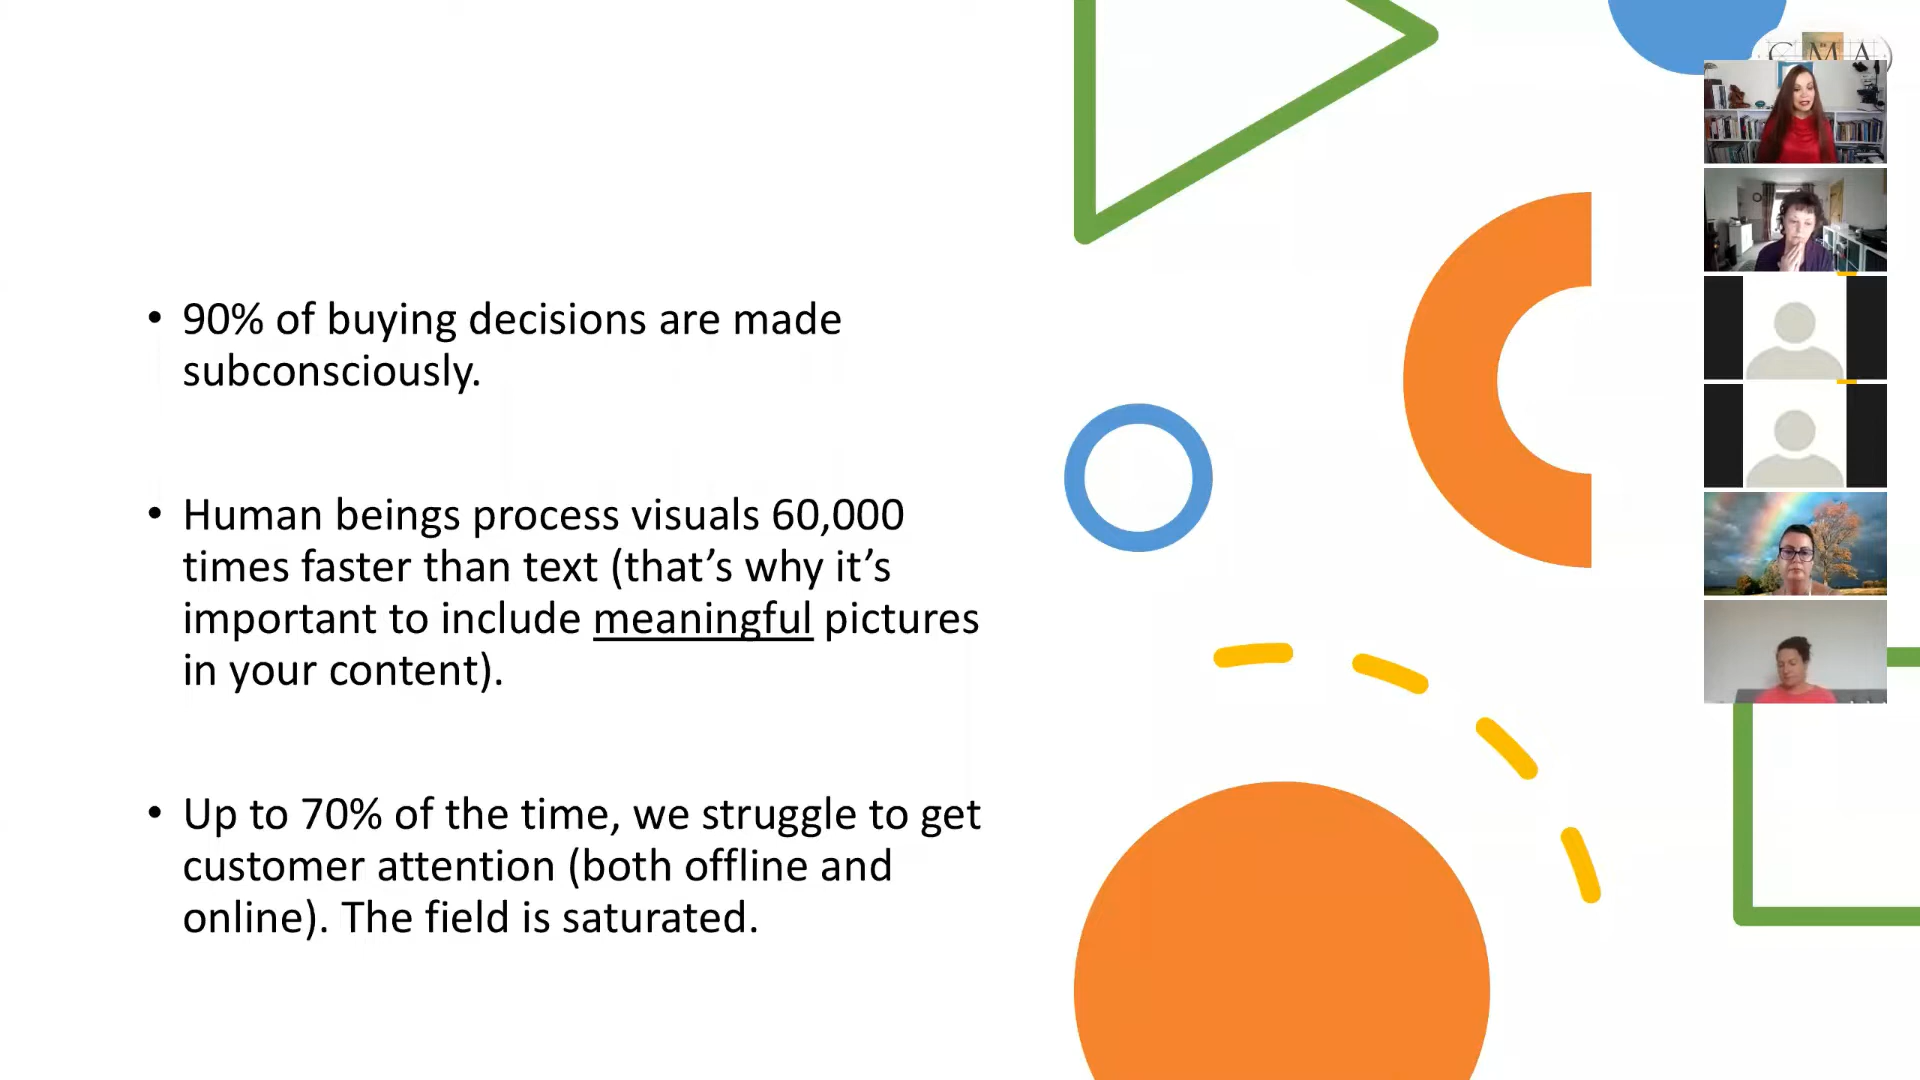 • 90% of buying decisions are made
subconsciously.
• Human beings process visuals 60,000
times faster than text (that’s why it’s
important to include meaningful pictures
in your content).
• Up to 70% of the time, we struggle to get
customer attention (both offline and
online). The field is saturated.
GMA